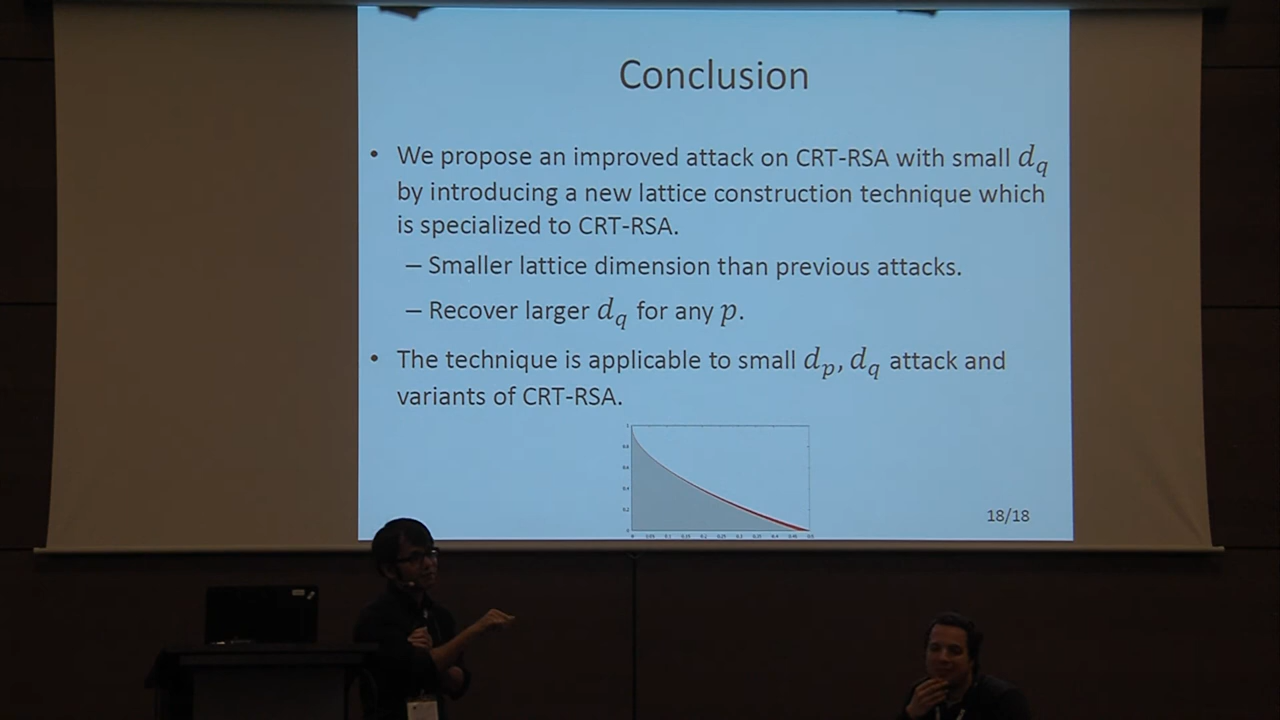 Conclusion
• We propose an improved attack on CRT-RSA with small d_q
by introducing a new lattice construction technique which
is specialized to CRT-RSA.
– Smaller lattice dimension than previous attacks.
– Recover larger d_q for any p.
• The technique is applicable to small d_p, d_q attack and
variants of CRT-RSA.
18/18